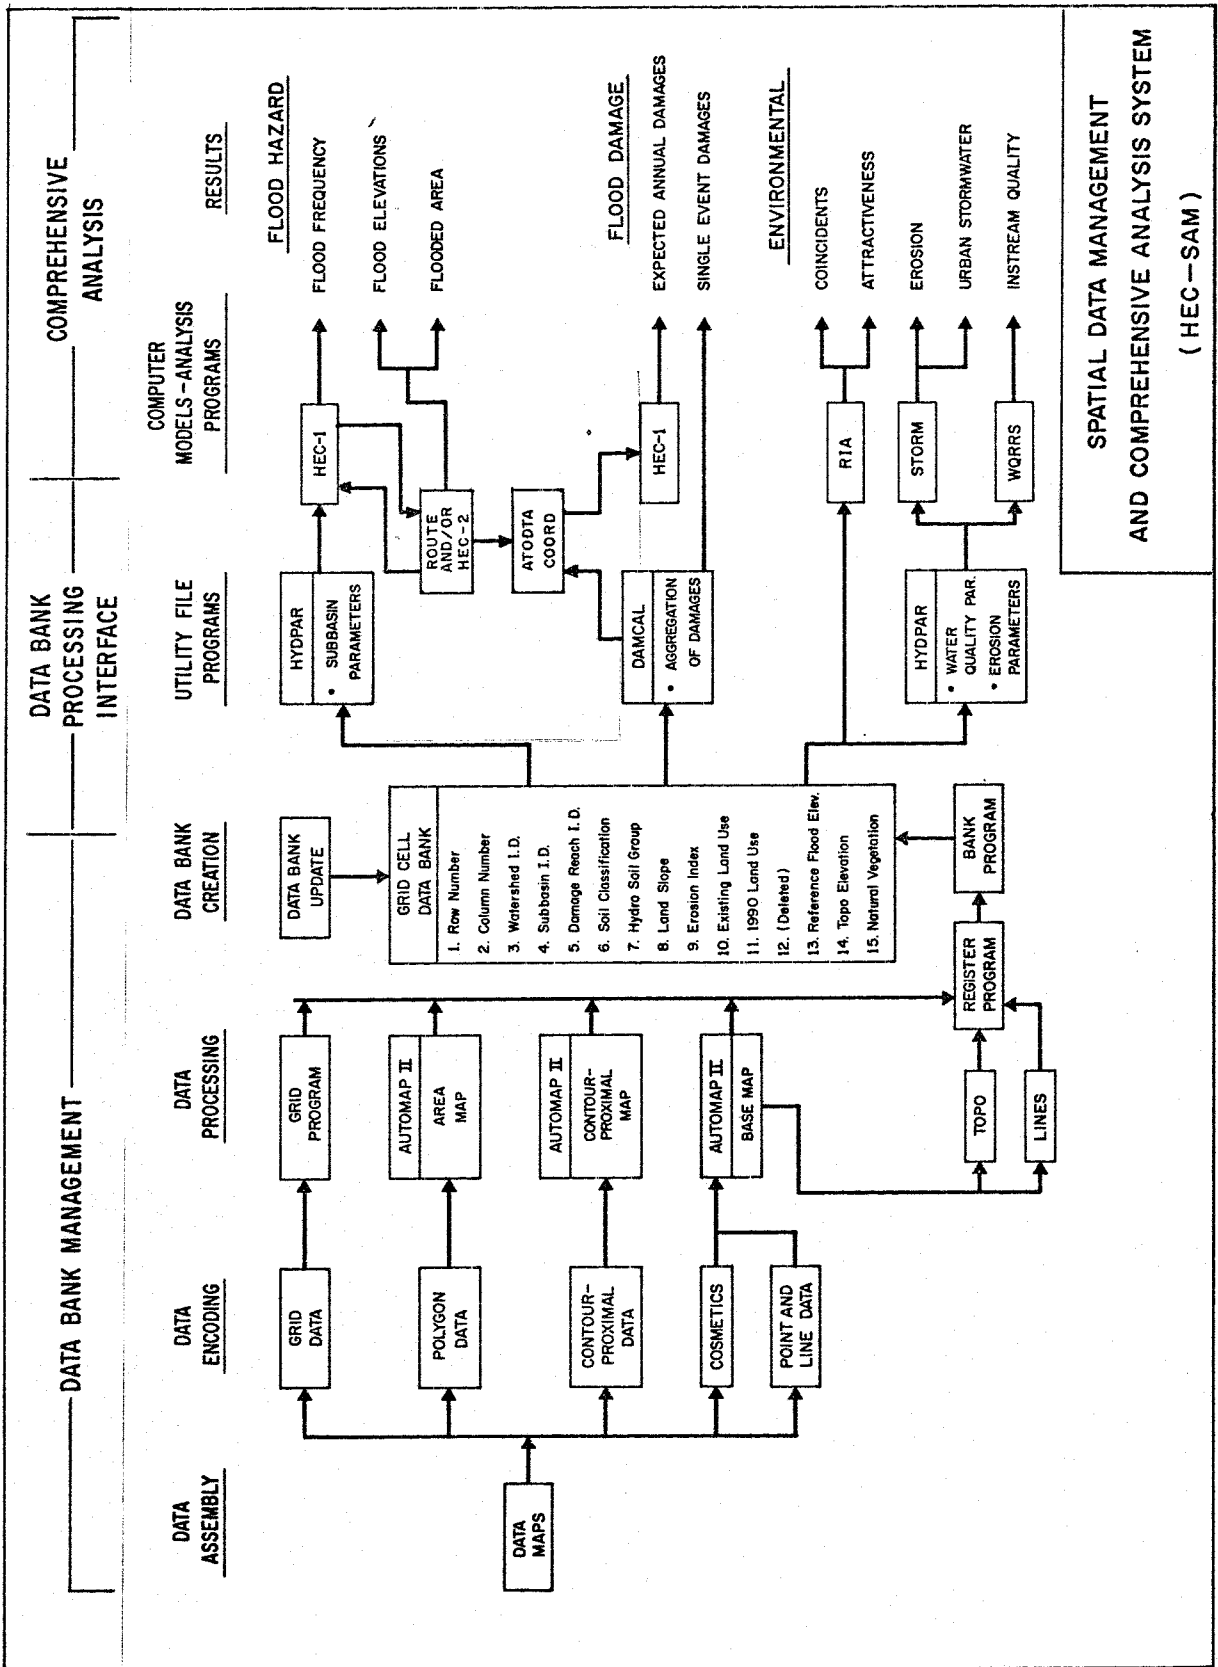 DATA BANK MANAGEMENT
DATA BANK
PROCESSING
INTERFACE
COMPREHENSIVE
ANALYSIS
DATA
ASSEMBLY
DATA
ENCODING
DATA
PROCESSING
DATA BANK
CREATION
UTILITY FILE
PROGRAMS
COMPUTER
MODELS-ANALYSIS
PROGRAMS
RESULTS
DATA
MAPS
GRID
DATA
POLYGON
DATA
CONTOUR-
PROXIMAL
DATA
COSMETICS
POINT AND
LINE DATA
GRID
PROGRAM
AUTOMAP II
AREA
MAP
AUTOMAP II
CONTOUR-
PROXIMAL
MAP
AUTOMAP II
BASE MAP
TOPO
LINES
REGISTER
PROGRAM
BANK
PROGRAM
DATA BANK
UPDATE
GRID CELL
DATA BANK
1. Row Number
2. Column Number
3. Watershed I.D.
4. Subbasin I.D.
5. Damage Reach I.D.
6. Soil Classification
7. Hydro Soil Group
8. Land Slope
9. Erosion Index
10. Existing Land Use
11. 1990 Land Use
12. (Deleted)
13. Reference Flood Elev.
14. Topo Elevation
15. Natural Vegetation
HYDPAR
• SUBBASIN
PARAMETERS
ROUTE
AND/OR
HEC-2
ATODTA
COORD
DAMCAL
• AGGREGATION
OF DAMAGES
HYDPAR
• WATER
QUALITY PAR.
• EROSION
PARAMETERS
HEC-1
HEC-1
RIA
STORM
WQRRS
FLOOD HAZARD
FLOOD FREQUENCY
FLOOD ELEVATIONS
FLOODED AREA
FLOOD DAMAGE
EXPECTED ANNUAL DAMAGES
SINGLE EVENT DAMAGES
ENVIRONMENTAL
COINCIDENTS
ATTRACTIVENESS
EROSION
URBAN STORMWATER
INSTREAM QUALITY
SPATIAL DATA MANAGEMENT
AND COMPREHENSIVE ANALYSIS SYSTEM
(HEC-SAM)